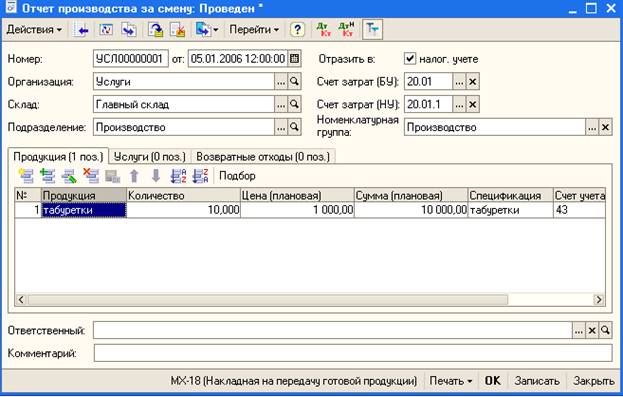 Отчет производства за смену: Проведен *
Действия Перейти ? Дт Кт ДтН Кт Тт
Номер: УСЛ00000001 от: 05.01.2006 12:00:00 Отразить в: налог. учете
Организация: Услуги ... Счет затрат (БУ): 20.01 ... ×
Склад: Главный склад ... Счет затрат (НУ): 20.01.1 ... ×
Подразделение: Производство ... Номенклатурная группа: Производство ... ×
Продукция (1 поз.) Услуги (0 поз.) Возвратные отходы (0 поз.)
Подбор
№ Продукция Количество Цена (плановая) Сумма (плановая) Спецификация Счет учета
1 табуретки 10,000 1 000,00 10 000,00 табуретки 43
Ответственный: ... ×
Комментарий:
МХ-18 (Накладная на передачу готовой продукции) Печать OK Записать Закрыть